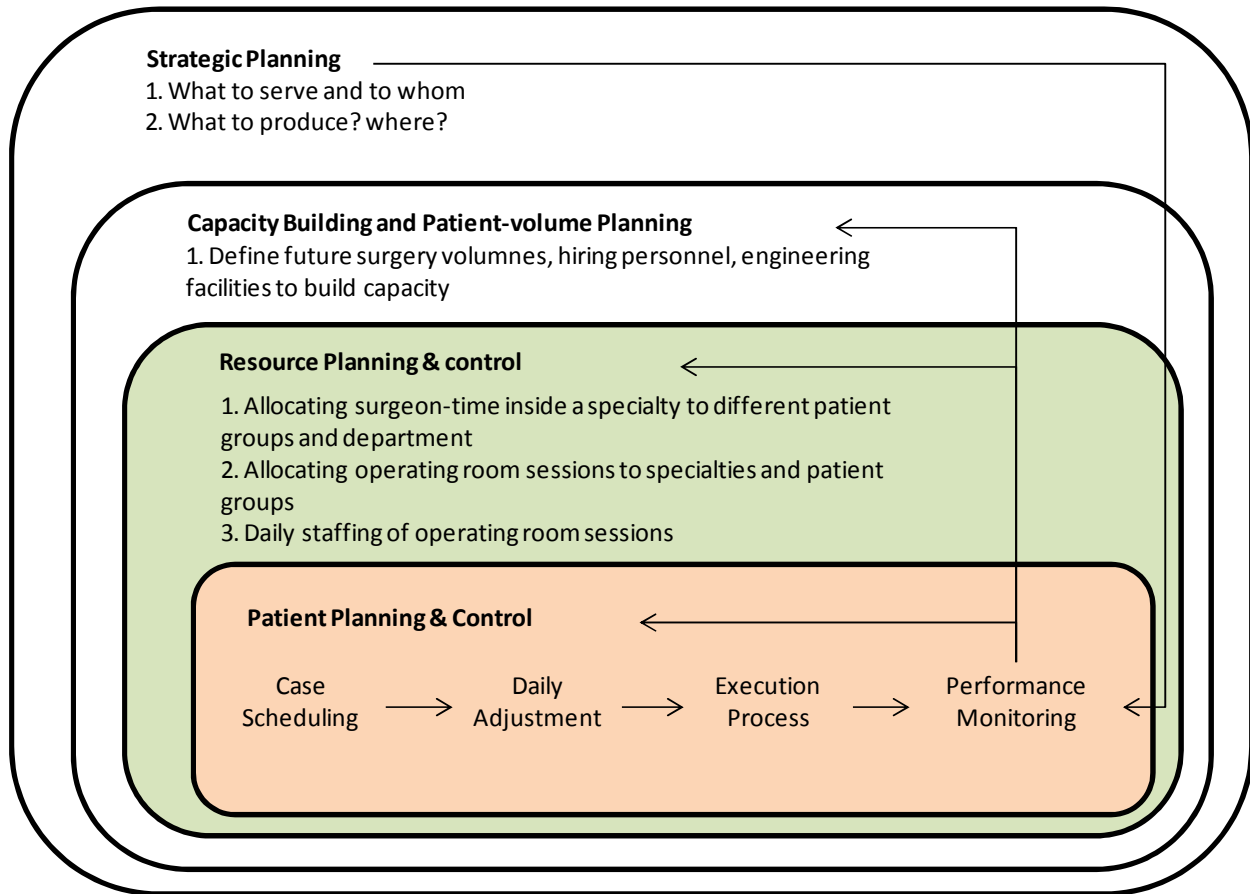 Strategic Planning
1. What to serve and to whom
2. What to produce? where?
Capacity Building and Patient-volume Planning
1. Define future surgery volumnes, hiring personnel, engineering
facilities to build capacity
Resource Planning & control
1. Allocating surgeon-time inside a specialty to different patient
groups and department
2. Allocating operating room sessions to specialties and patient
groups
3. Daily staffing of operating room sessions
Patient Planning & Control
Case
Scheduling
Daily
Adjustment
Execution
Process
Performance
Monitoring